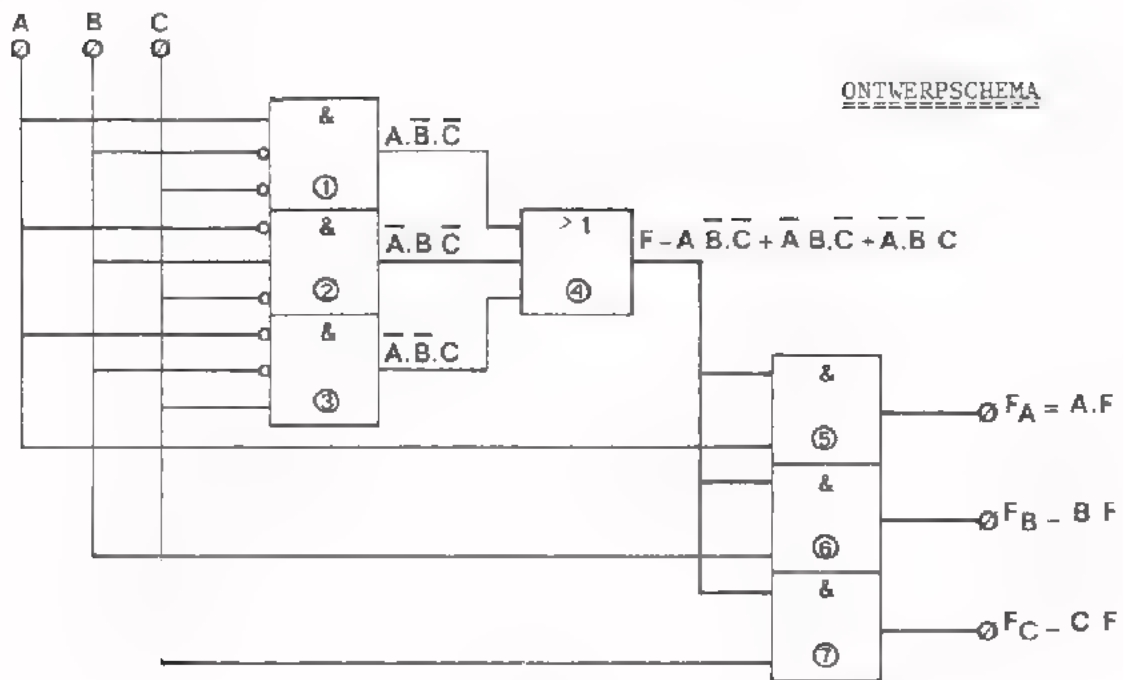 A B C
ONTWERPSCHEMA
&
A.B̅.C̅
①
&
A̅.B C̅
②
&
A̅.B̅.C
③
>1
F-A B̅.C̅ + A̅ B.C̅ + A̅.B̅ C
④
&
F_A = A.F
⑤
&
F_B - B F
⑥
&
F_C - C F
⑦